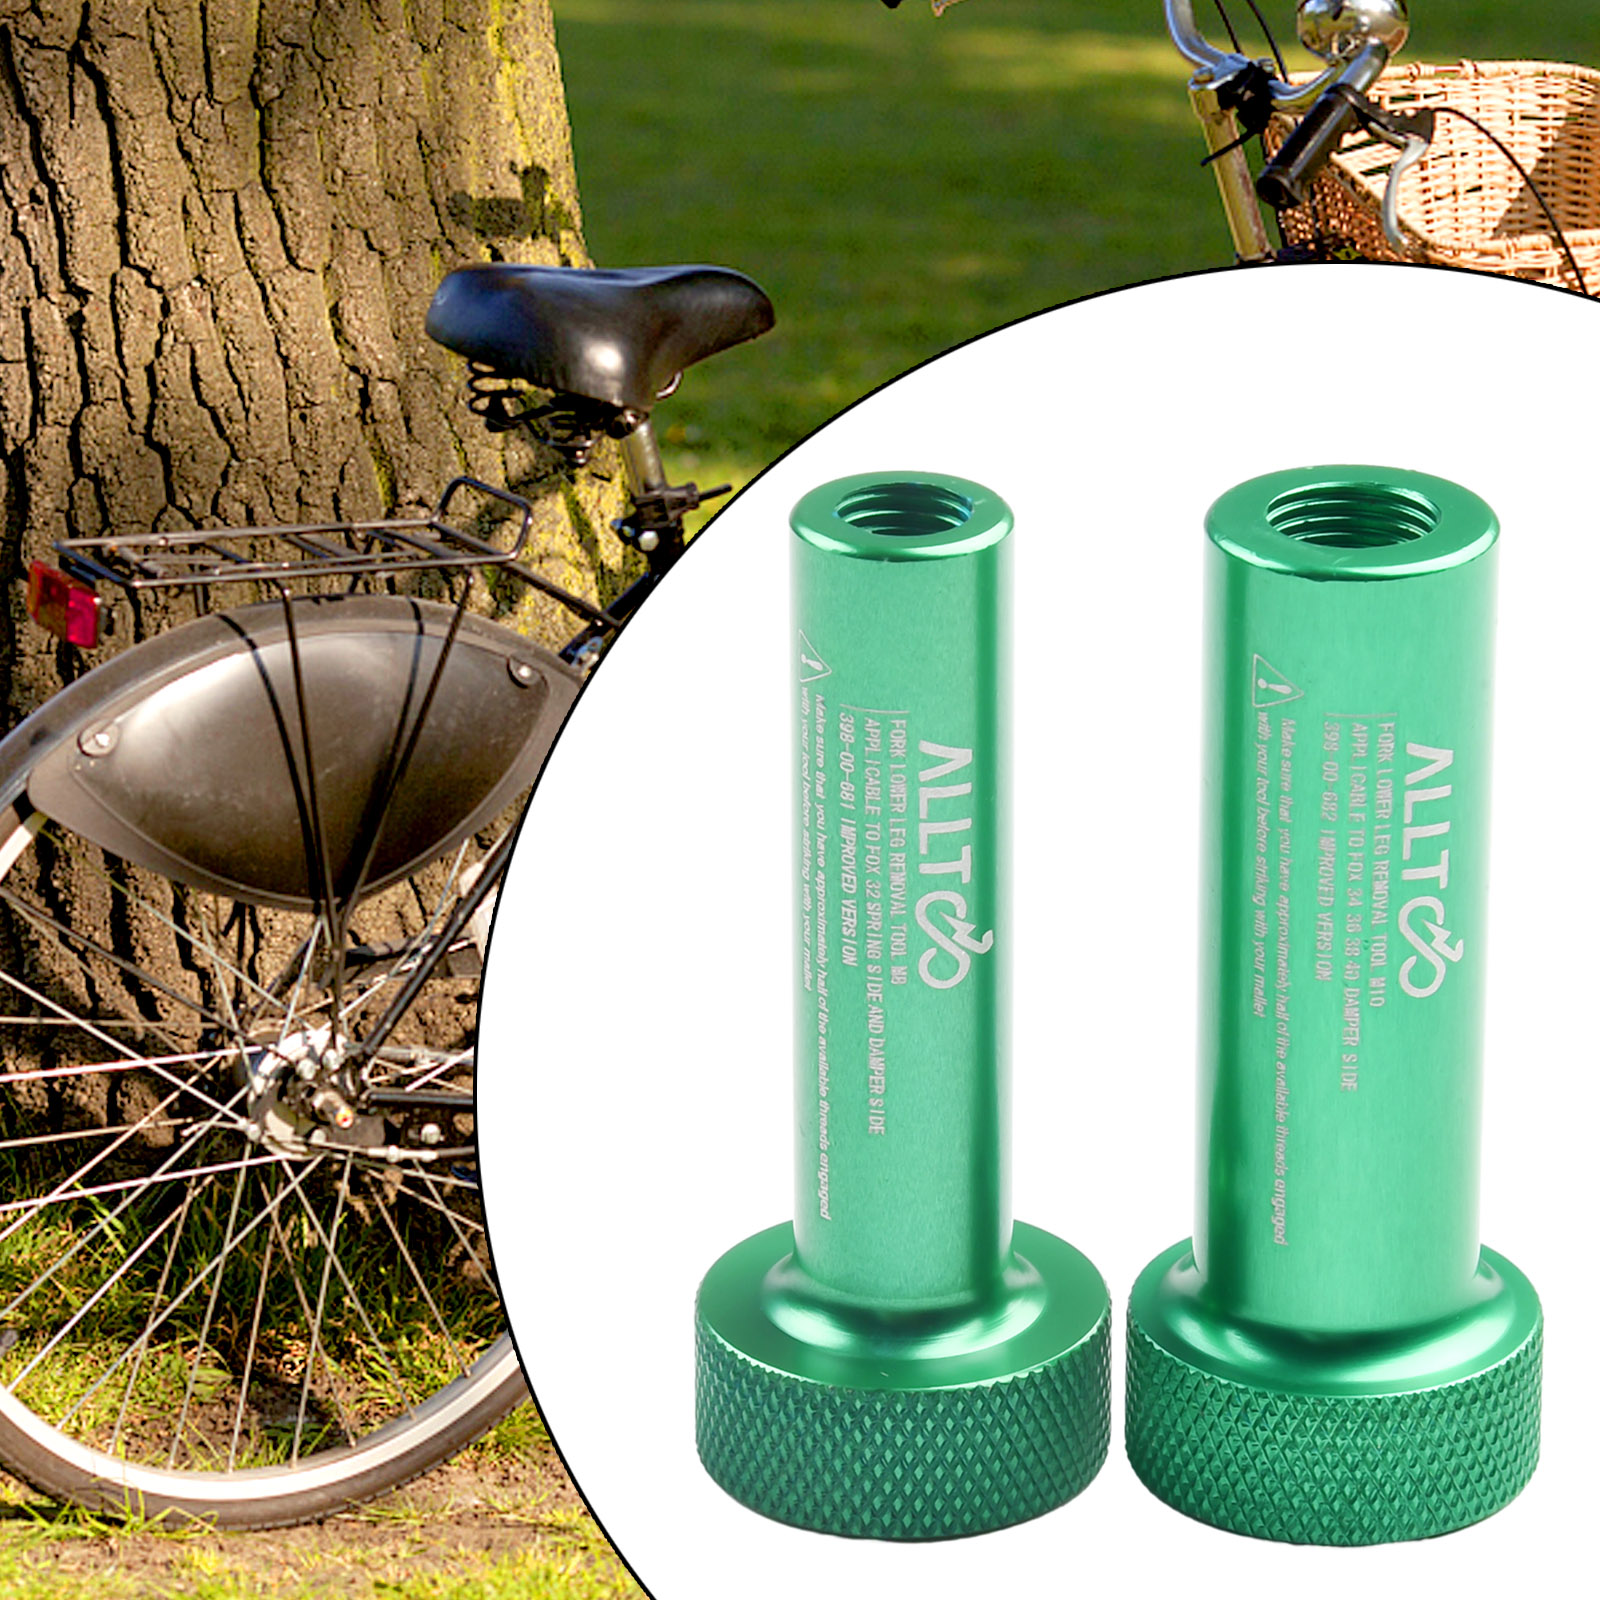 ALLTOO
FORK LOWER LEG REMOVAL TOOL M8
APPLICABLE TO FOX 32 SPRING SIDE AND DAMPER SIDE
398-00-681 IMPROVED VERSION
Make sure that you have approximately half of the available threads engaged
with your tool before striking with your mallet
ALLTOO
FORK LOWER LEG REMOVAL TOOL M10
APPLICABLE TO FOX 34 36 38 40 DAMPER SIDE
398-00-682 IMPROVED VERSION
Make sure that you have approximately half of the available threads engaged
with your tool before striking with your mallet